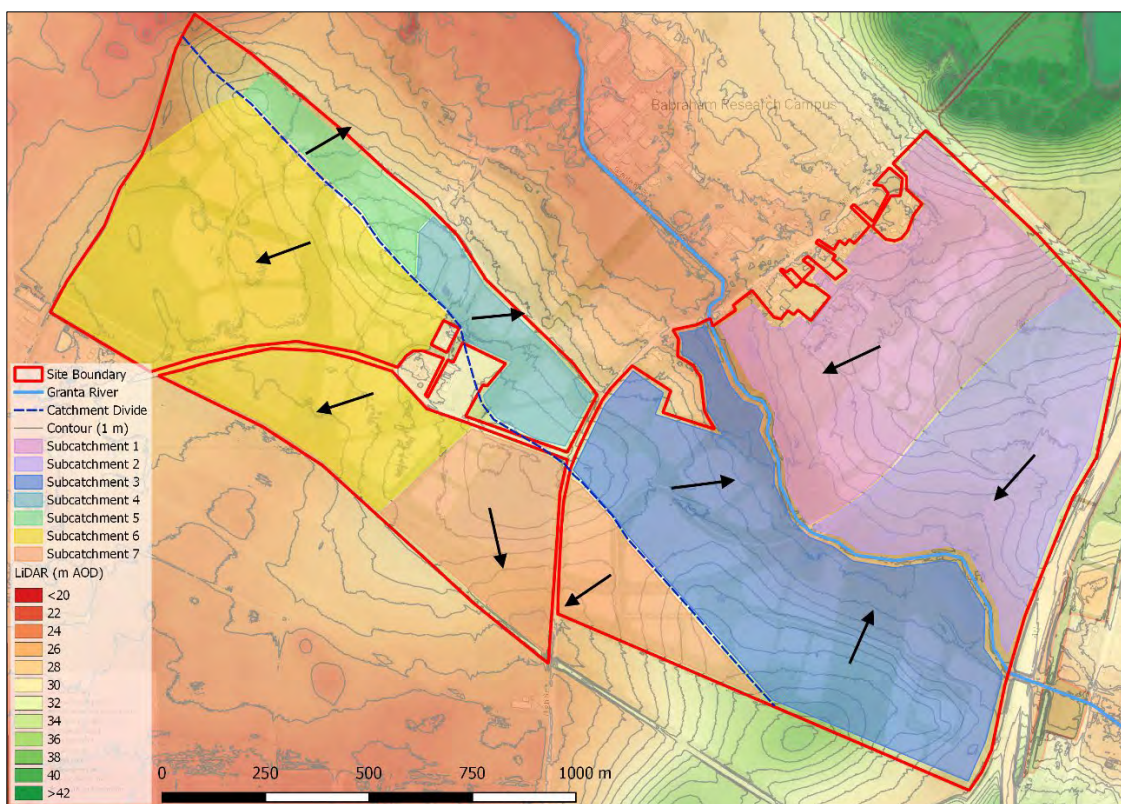 Babraham Research Campus
Site Boundary
Granta River
Catchment Divide
Contour (1 m)
Subcatchment 1
Subcatchment 2
Subcatchment 3
Subcatchment 4
Subcatchment 5
Subcatchment 6
Subcatchment 7
LiDAR (m AOD)
<20
22
24
26
28
30
32
34
36
38
40
>42
0 250 500 750 1000 m